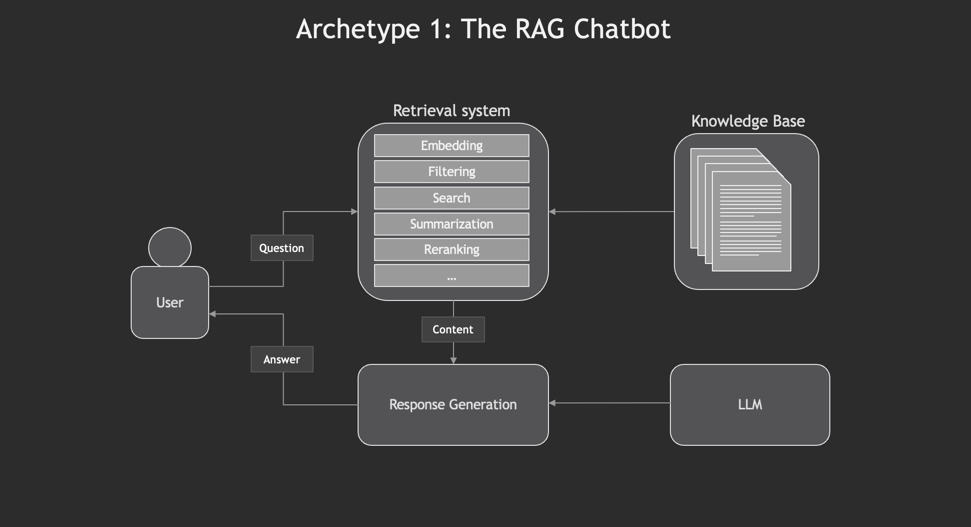 Archetype 1: The RAG Chatbot
Retrieval system
Knowledge Base
Embedding
Filtering
Search
Summarization
Reranking
...
Question
User
Content
Answer
Response Generation
LLM